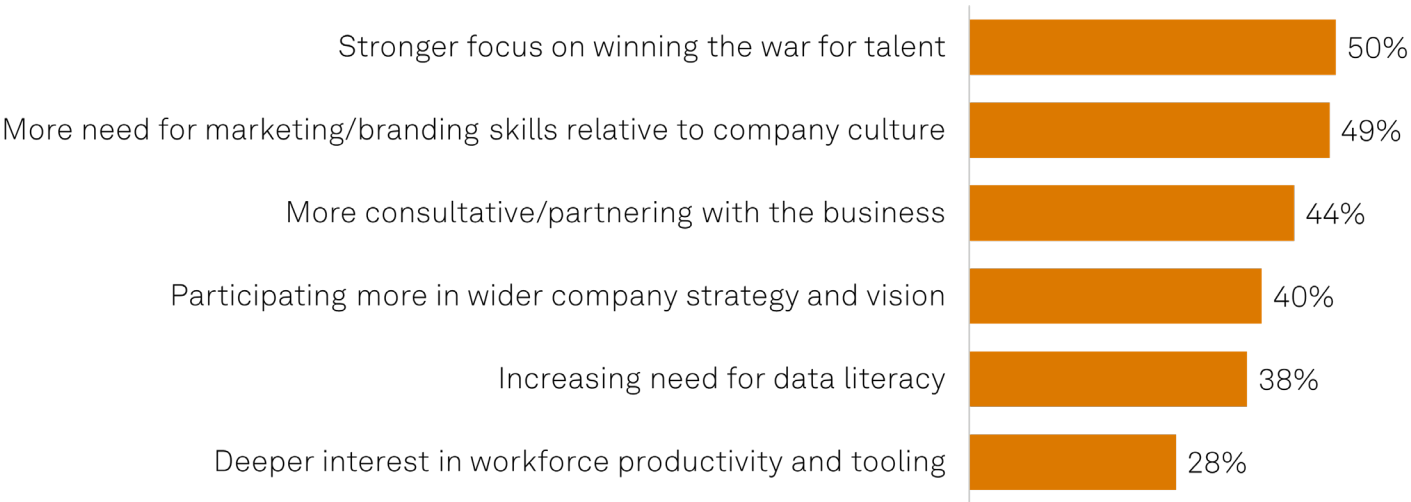 Stronger focus on winning the war for talent 50%
More need for marketing/branding skills relative to company culture 49%
More consultative/partnering with the business 44%
Participating more in wider company strategy and vision 40%
Increasing need for data literacy 38%
Deeper interest in workforce productivity and tooling 28%